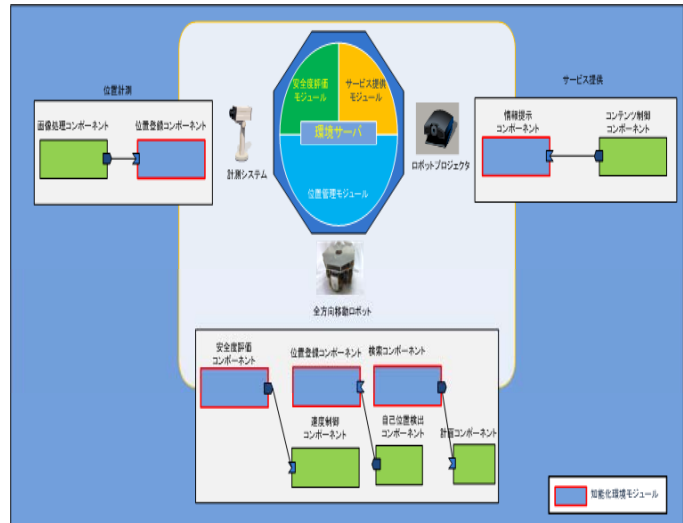 位置計測
画像処理コンポーネント
位置登録コンポーネント
計測システム
安全度評価
モジュール
サービス提供
モジュール
環境サーバ
位置管理モジュール
ロボットプロジェクタ
サービス提供
情報提示
コンポーネント
コンテンツ制御
コンポーネント
全方向移動ロボット
安全度評価
コンポーネント
位置登録コンポーネント
検索コンポーネント
速度制御
コンポーネント
自己位置検出
コンポーネント
計画コンポーネント
知能化環境モジュール